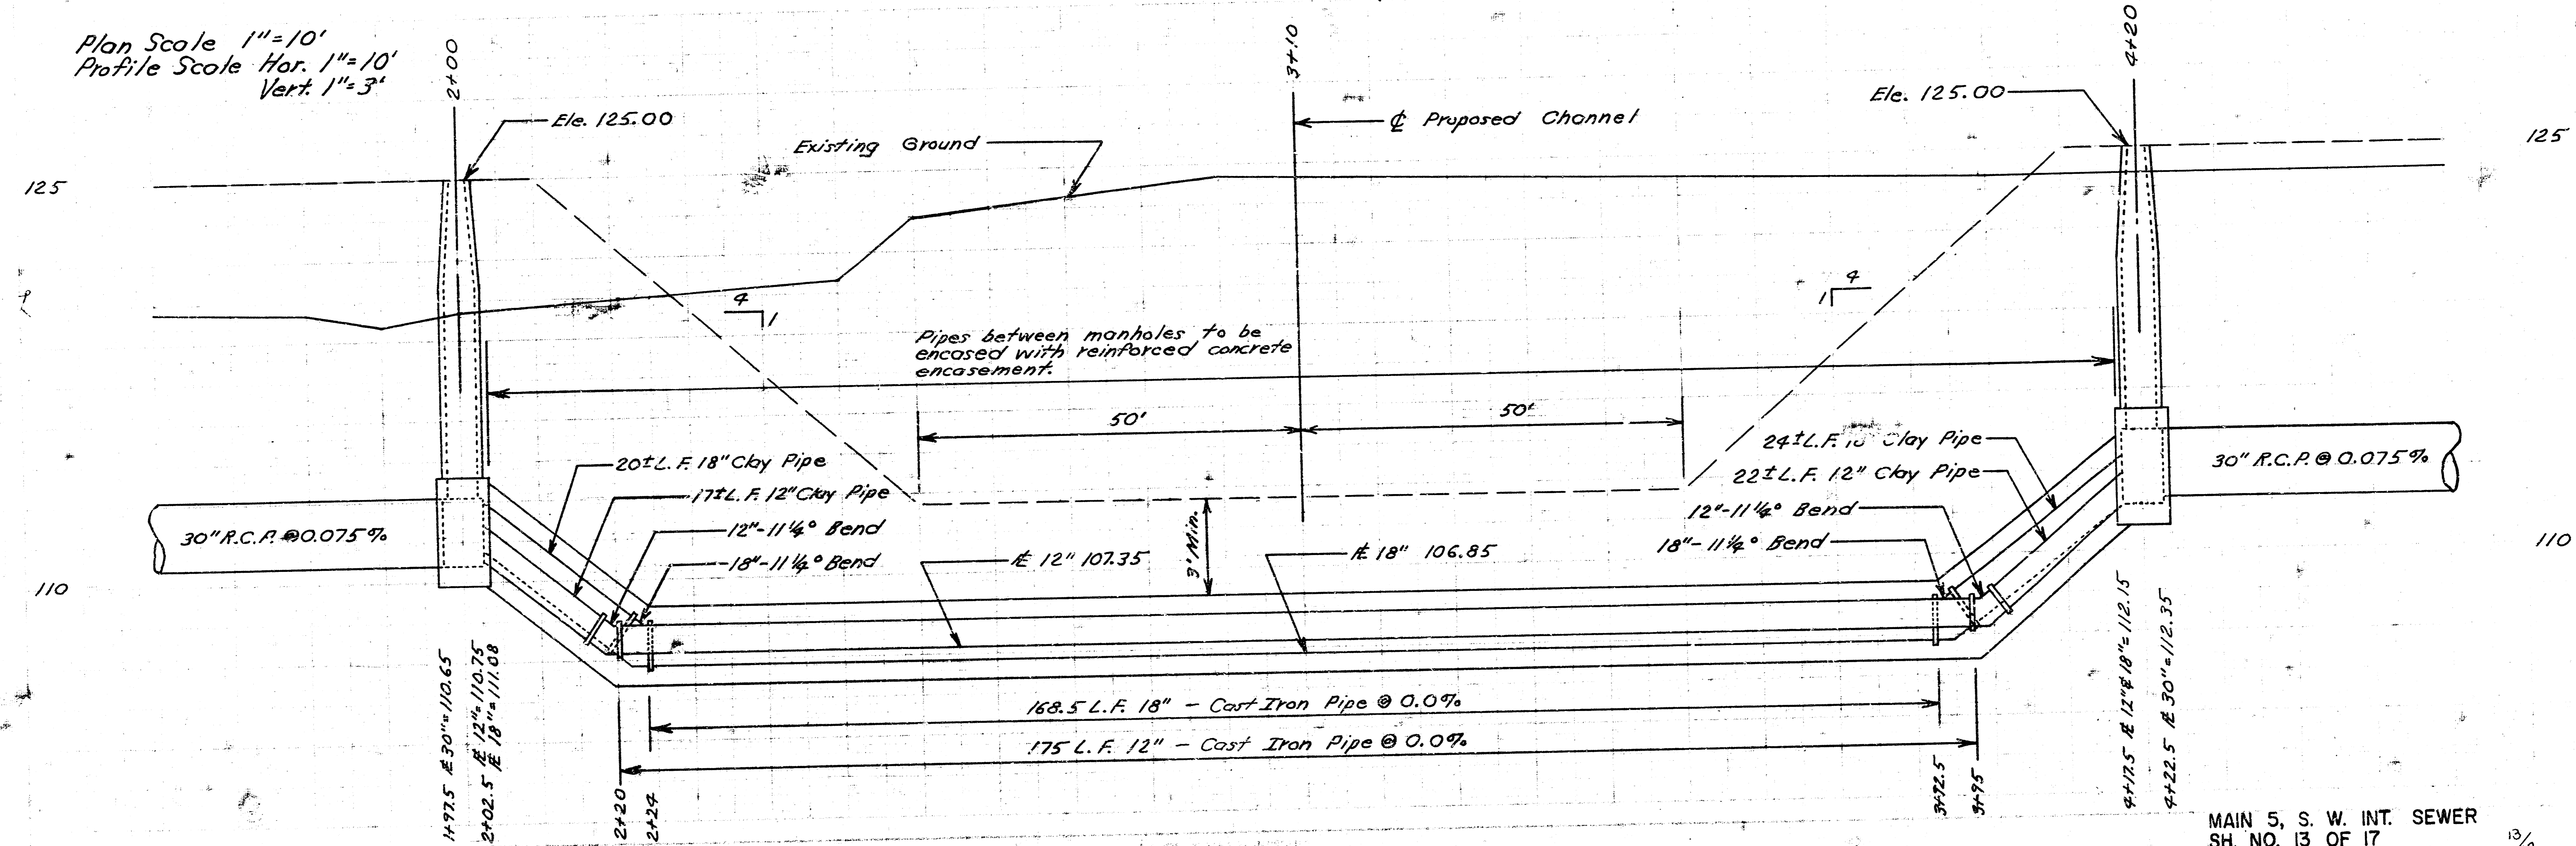 Plan Scale 1"=10'
Profile Scale Hor. 1"=10'
Vert. 1"=3'
2+00
3+10
4+20
Ele. 125.00
Existing Ground
℄ Proposed Channel
Ele. 125.00
125
125
4
1
4
1
Pipes between manholes to be
encased with reinforced concrete
encasement.
50'
50'
20± L.F. 18" Clay Pipe
17± L.F. 12" Clay Pipe
12"-11¼° Bend
18"-11¼° Bend
24± L.F. Clay Pipe
22± L.F. 12" Clay Pipe
12"-11¼° Bend
18"-11¼° Bend
30" R.C.P. @ 0.075%
30" R.C.P. @ 0.075%
3' Min.
12" 107.35
18" 106.85
110
110
168.5 L.F. 18" - Cast Iron Pipe @ 0.0%
175 L.F. 12" - Cast Iron Pipe @ 0.0%
1+97.5 30"=110.65
2+02.5 12"=110.75
18"=111.08
2+20
2+24
3+92.5
3+95
4+17.5 12" & 18"=112.15
4+22.5 30"=112.35
MAIN 5, S. W. INT. SEWER
SH. NO. 13 OF 17